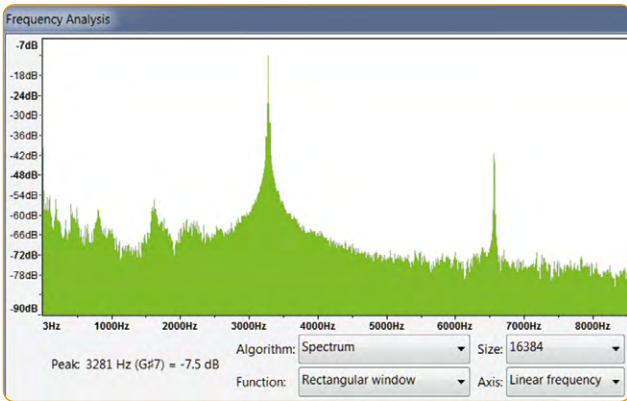 Frequency Analysis
-7dB
-18dB
-24dB
-30dB
-36dB
-42dB
-48dB
-54dB
-60dB
-66dB
-72dB
-78dB
-90dB
3Hz 1000Hz 2000Hz 3000Hz 4000Hz 5000Hz 6000Hz 7000Hz 8000Hz
Algorithm: Spectrum Size: 16384
Peak: 3281 Hz (G#7) = -7.5 dB
Function: Rectangular window Axis: Linear frequency